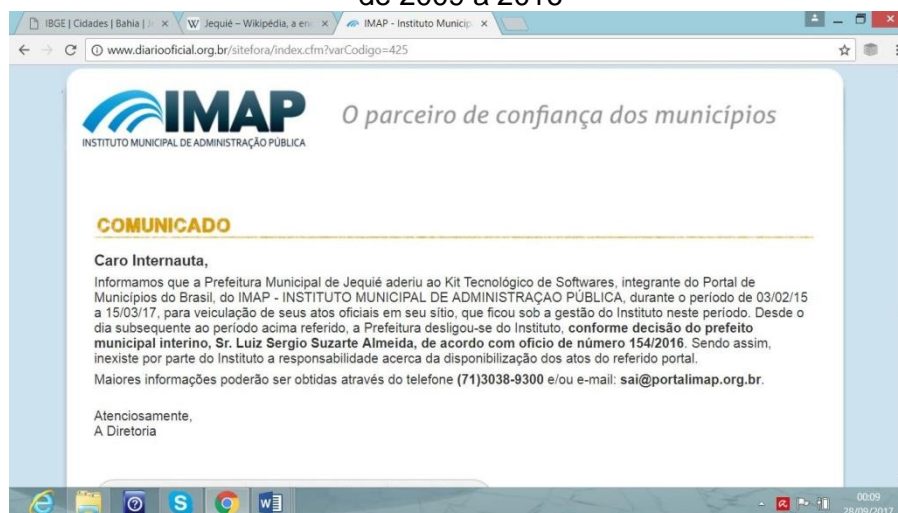 de 2009 a 2016
IBGE | Cidades | Bahia | J
Jequié – Wikipédia, a enc
IMAP - Instituto Municip
www.diariooficial.org.br/sitefora/index.cfm?varCodigo=425
IMAP
INSTITUTO MUNICIPAL DE ADMINISTRAÇÃO PÚBLICA
O parceiro de confiança dos municípios
COMUNICADO
Caro Internauta,
Informamos que a Prefeitura Municipal de Jequié aderiu ao Kit Tecnológico de Softwares, integrante do Portal de
Municípios do Brasil, do IMAP - INSTITUTO MUNICIPAL DE ADMINISTRAÇAO PÚBLICA, durante o período de 03/02/15
a 15/03/17, para veiculação de seus atos oficiais em seu sítio, que ficou sob a gestão do Instituto neste período. Desde o
dia subsequente ao período acima referido, a Prefeitura desligou-se do Instituto, conforme decisão do prefeito
municipal interino, Sr. Luiz Sergio Suzarte Almeida, de acordo com oficio de número 154/2016. Sendo assim,
inexiste por parte do Instituto a responsabilidade acerca da disponibilização dos atos do referido portal.
Maiores informações poderão ser obtidas através do telefone (71)3038-9300 e/ou e-mail: sai@portalimap.org.br.
Atenciosamente,
A Diretoria
00:09
28/09/2017